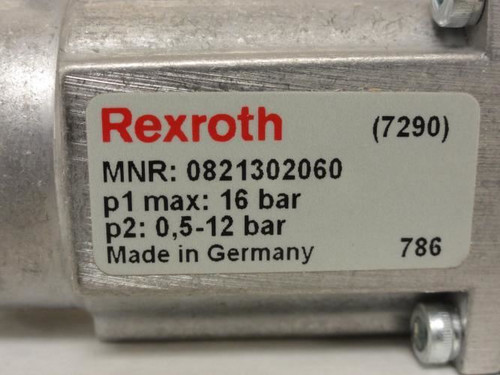 Rexroth (7290)
MNR: 0821302060
p1 max: 16 bar
p2: 0,5-12 bar
Made in Germany 786